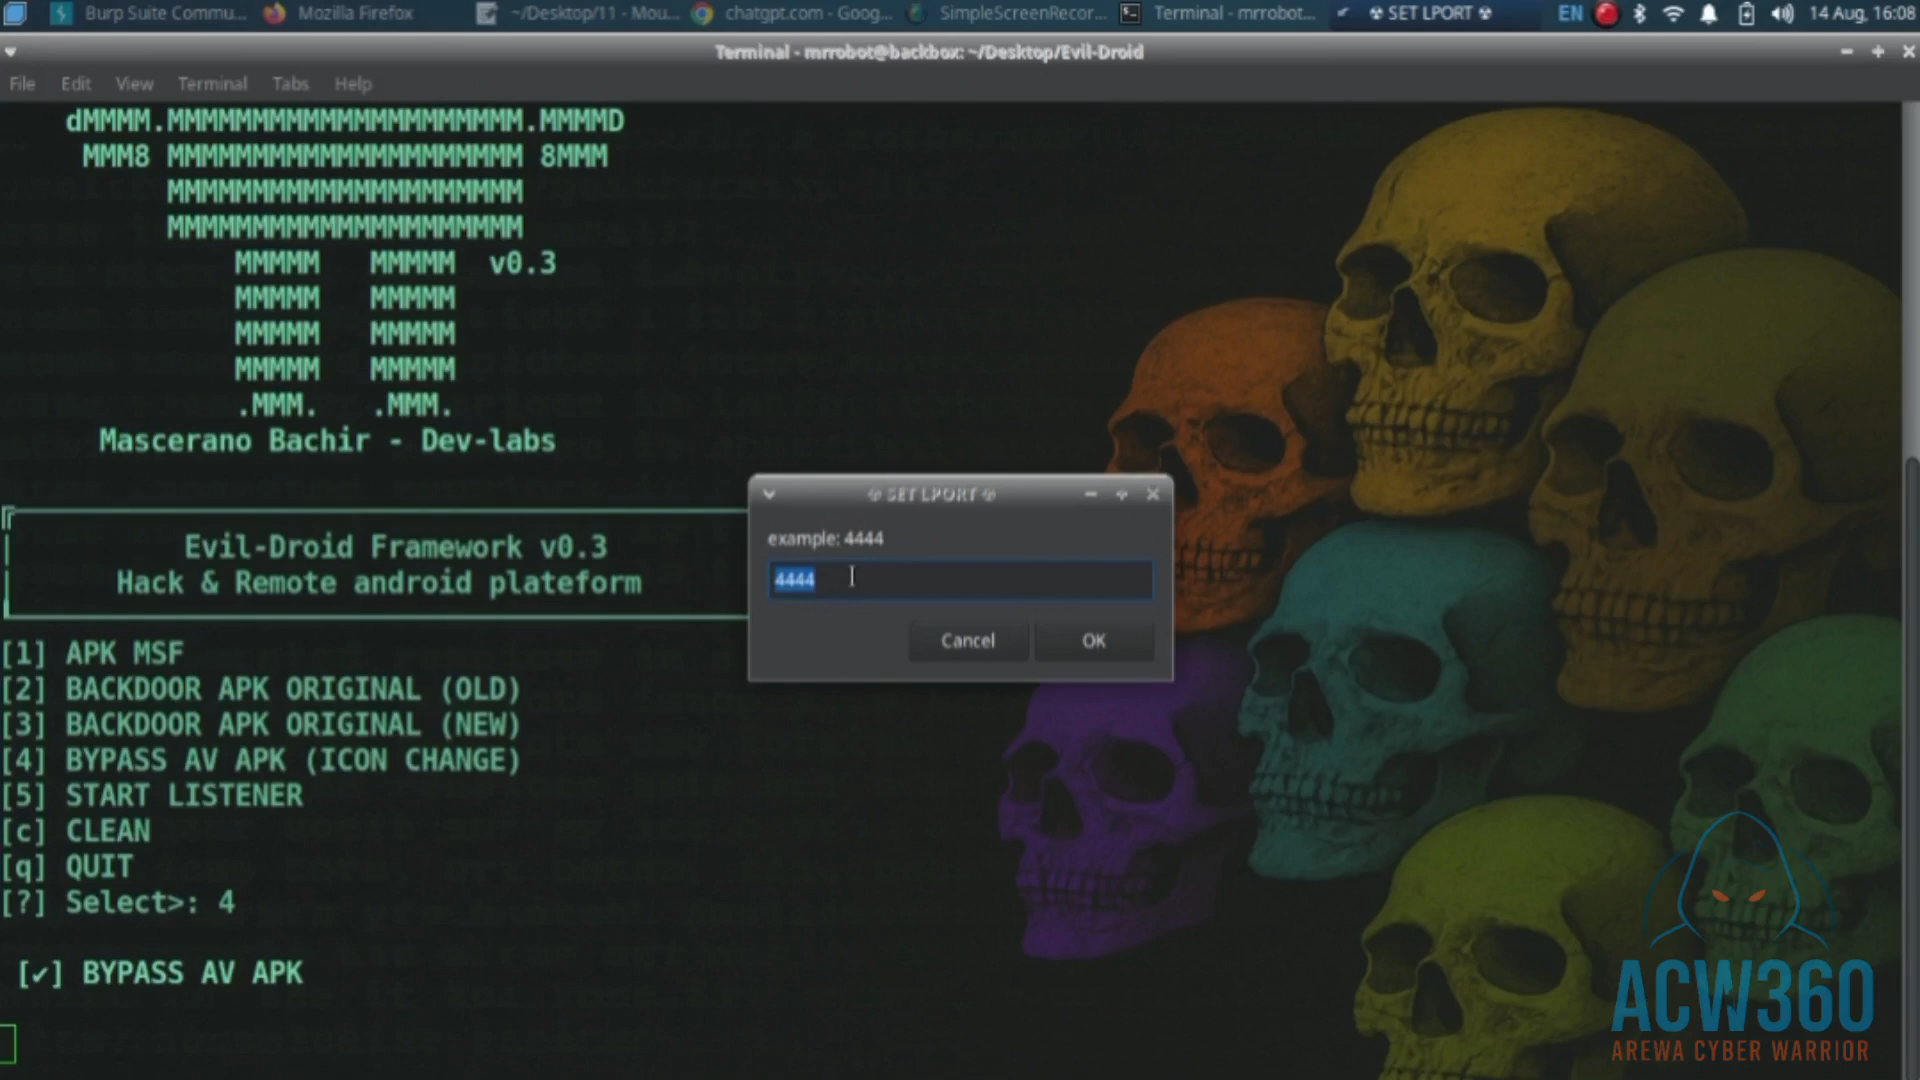 Burp Suite Commu...
Mozilla Firefox
~/Desktop/11 - Mou...
chatgpt.com - Goog...
SimpleScreenRecor...
Terminal - mrrobot...
☢ SET LPORT ☢
EN
14 Aug, 16:08
Terminal - mrrobot@backbox: ~/Desktop/Evil-Droid
File Edit View Terminal Tabs Help
dMMMM.MMMMMMMMMMMMMMMMMMMMM.MMMMD
MMM8 MMMMMMMMMMMMMMMMMMMMM 8MMM
MMMMMMMMMMMMMMMMMMMMM
MMMMMMMMMMMMMMMMMMMMM
MMMMM MMMMM v0.3
MMMMM MMMMM
MMMMM MMMMM
MMMMM MMMMM
.MMM. .MMM.
Mascerano Bachir - Dev-labs
Evil-Droid Framework v0.3
Hack & Remote android plateform
[1] APK MSF
[2] BACKDOOR APK ORIGINAL (OLD)
[3] BACKDOOR APK ORIGINAL (NEW)
[4] BYPASS AV APK (ICON CHANGE)
[5] START LISTENER
[c] CLEAN
[q] QUIT
[?] Select>: 4
[✔] BYPASS AV APK
☢ SET LPORT ☢
example: 4444
4444
Cancel
OK
ACW360
AREWA CYBER WARRIOR